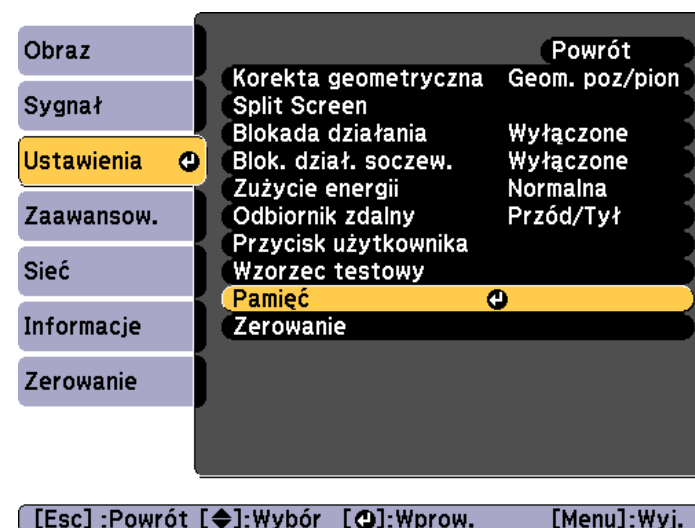 Obraz
Sygnał
Ustawienia
Zaawansow.
Sieć
Informacje
Zerowanie
Powrót
Korekta geometryczna Geom. poz/pion
Split Screen
Blokada działania Wyłączone
Blok. dział. soczew. Wyłączone
Zużycie energii Normalna
Odbiornik zdalny Przód/Tył
Przycisk użytkownika
Wzorzec testowy
Pamięć
Zerowanie
[Esc] :Powrót [◆]:Wybór [⏎]:Wprow. [Menu]:Wyj.